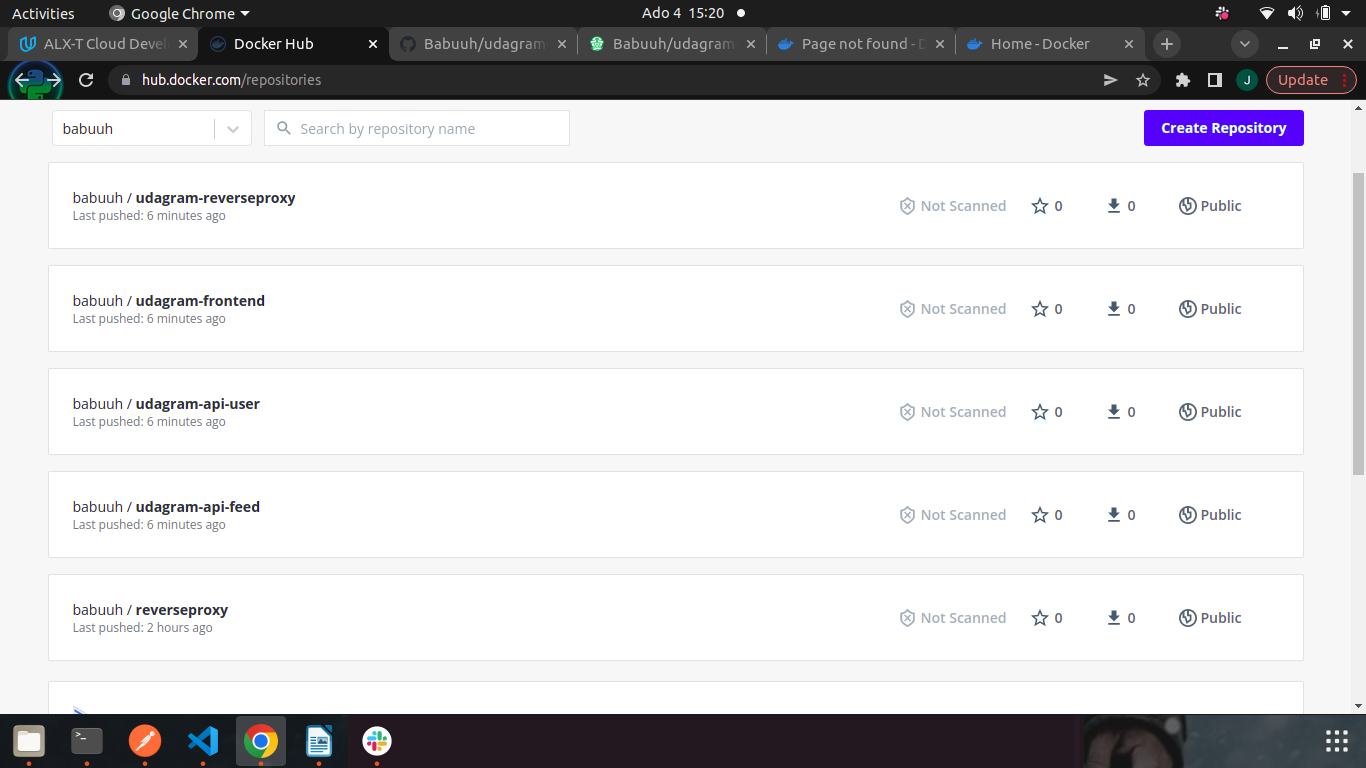 Activities
Google Chrome
Ado 4 15:20
ALX-T Cloud Devel
Docker Hub
Babuuh/udagram
Babuuh/udagram
Page not found - D
Home - Docker
hub.docker.com/repositories
J
Update
babuuh
Search by repository name
Create Repository
babuuh / udagram-reverseproxy
Last pushed: 6 minutes ago
Not Scanned
0
0
Public
babuuh / udagram-frontend
Last pushed: 6 minutes ago
Not Scanned
0
0
Public
babuuh / udagram-api-user
Last pushed: 6 minutes ago
Not Scanned
0
0
Public
babuuh / udagram-api-feed
Last pushed: 6 minutes ago
Not Scanned
0
0
Public
babuuh / reverseproxy
Last pushed: 2 hours ago
Not Scanned
0
0
Public